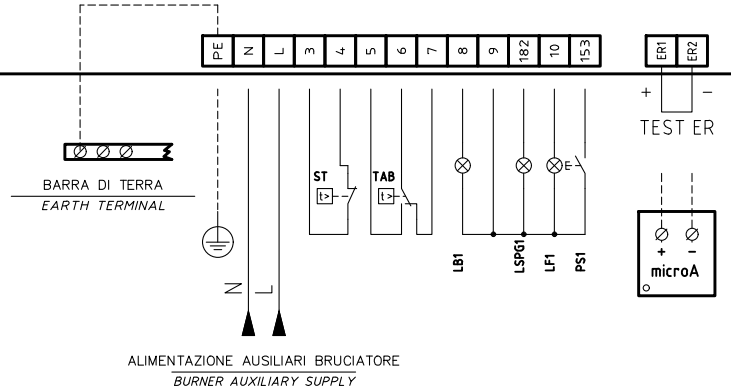 PE N L 3 4 5 6 7 8 9 182 10 153 ER1 ER2
+ −
TEST ER
BARRA DI TERRA
EARTH TERMINAL
ST
t>
TAB
t>
E
LB1
LSPG1
LF1
PS1
+ −
microA
N L
ALIMENTAZIONE AUSILIARI BRUCIATORE
BURNER AUXILIARY SUPPLY